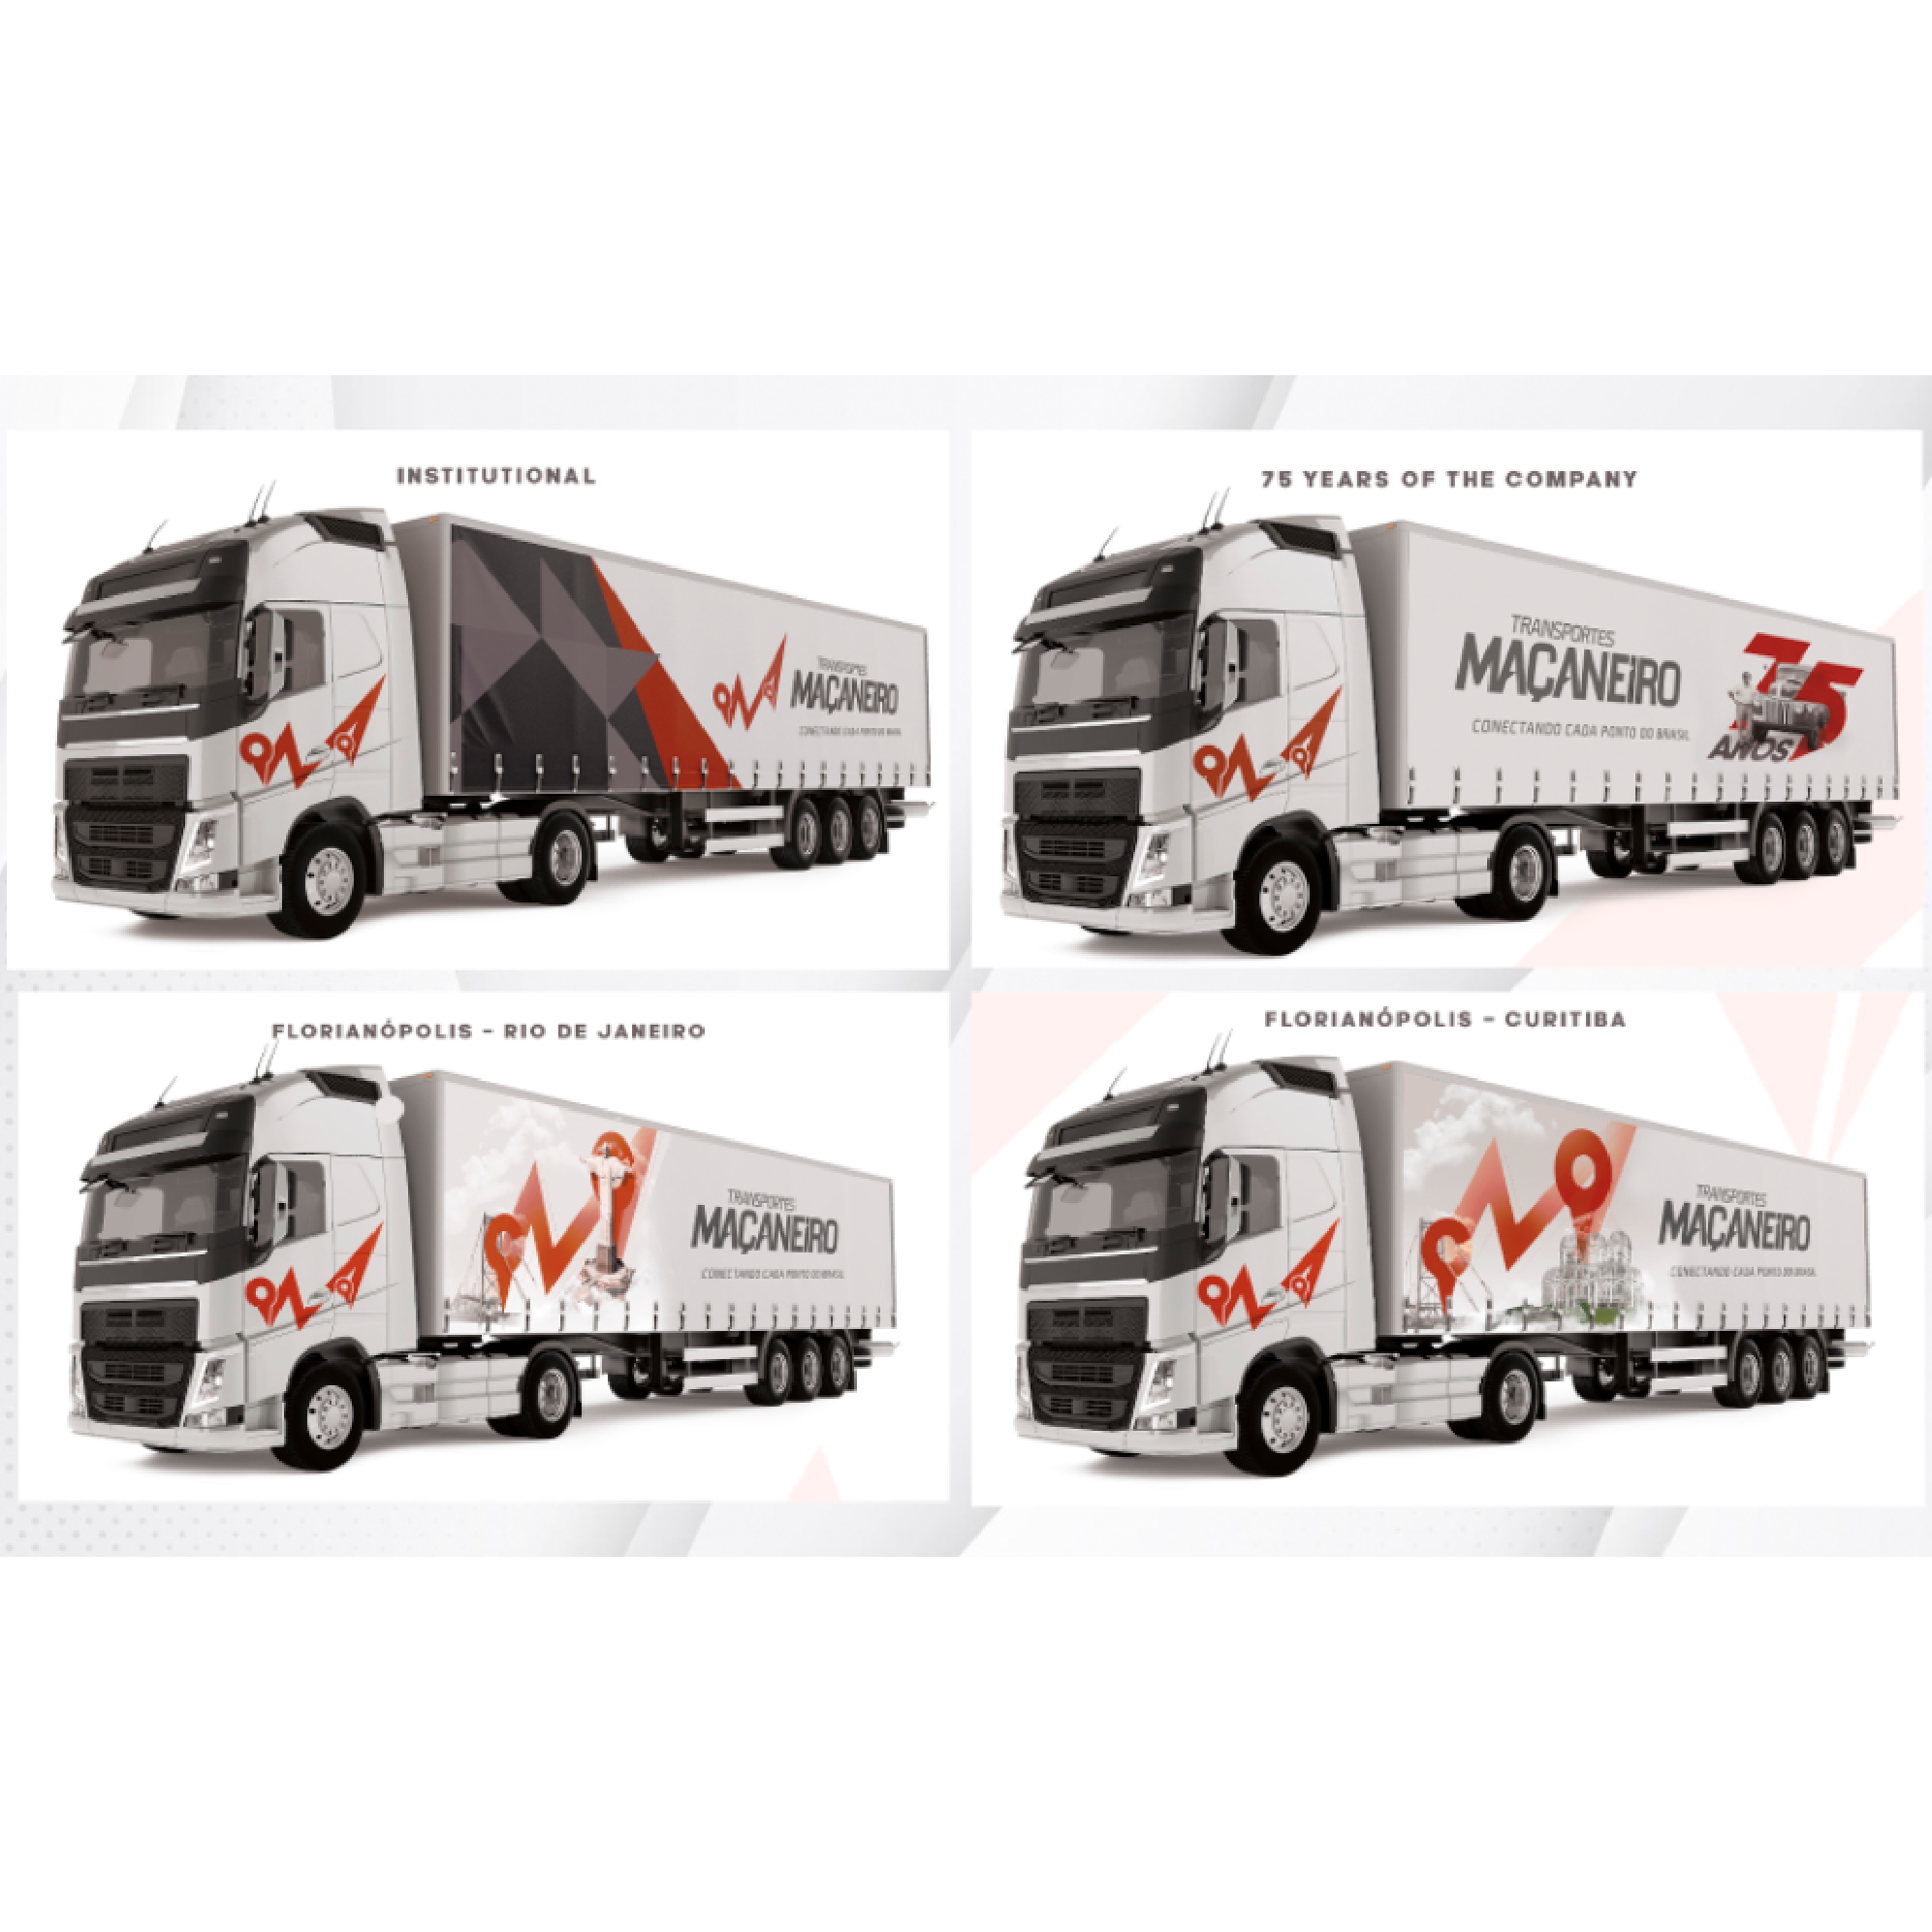 INSTITUTIONAL
TRANSPORTES
MAÇANEIRO
CONECTANDO CADA PONTO DO BRASIL
75 YEARS OF THE COMPANY
TRANSPORTES
MAÇANEIRO
CONECTANDO CADA PONTO DO BRASIL
75
ANOS
FLORIANÓPOLIS - RIO DE JANEIRO
TRANSPORTES
MAÇANEIRO
CONECTANDO CADA PONTO DO BRASIL
FLORIANÓPOLIS - CURITIBA
TRANSPORTES
MAÇANEIRO
CONECTANDO CADA PONTO DO BRASIL